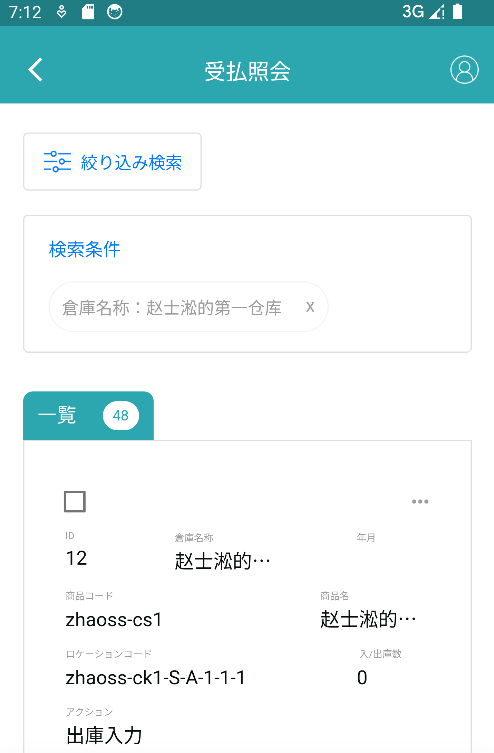 7:12 3G
受払照会
絞り込み検索
検索条件
倉庫名称：赵士淞的第一仓库 x
一覧 48
ID 倉庫名称 年月
12 赵士淞的…
商品コード 商品名
zhaoss-cs1 赵士淞的…
ロケーションコード 入/出庫数
zhaoss-ck1-S-A-1-1-1 0
アクション
出庫入力